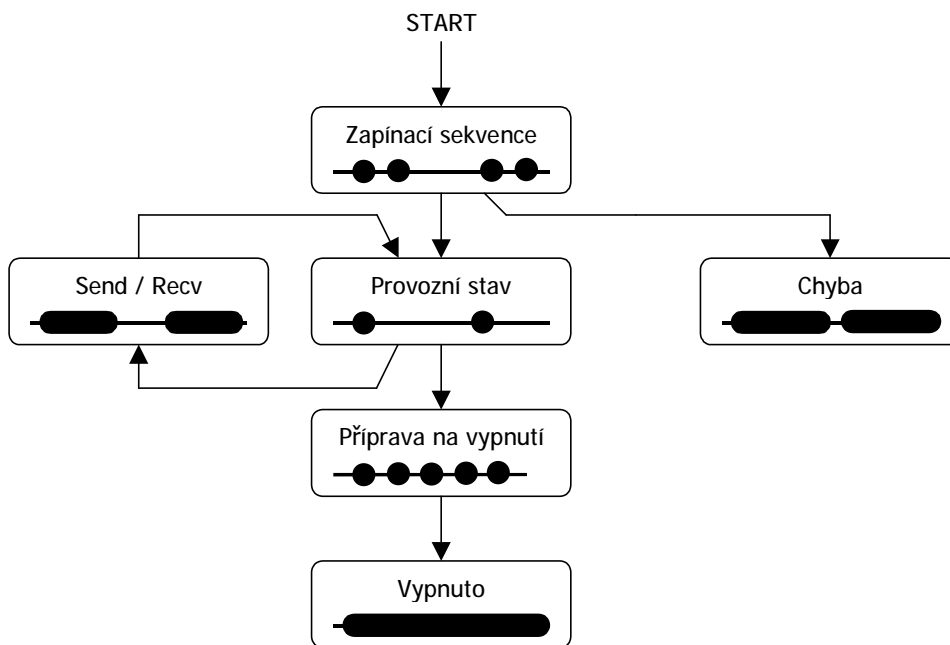 START
Zapínací sekvence
Send / Recv
Provozní stav
Chyba
Příprava na vypnutí
Vypnuto